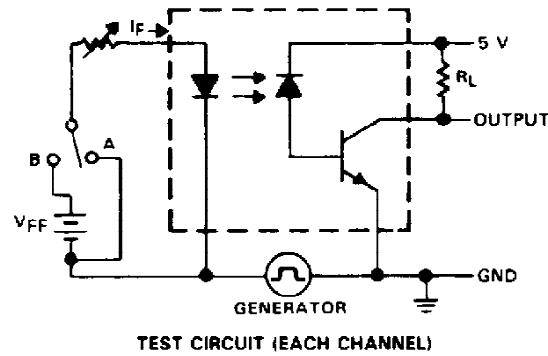 IF
5 V
RL
OUTPUT
A
B
VFF
GND
GENERATOR
TEST CIRCUIT (EACH CHANNEL)